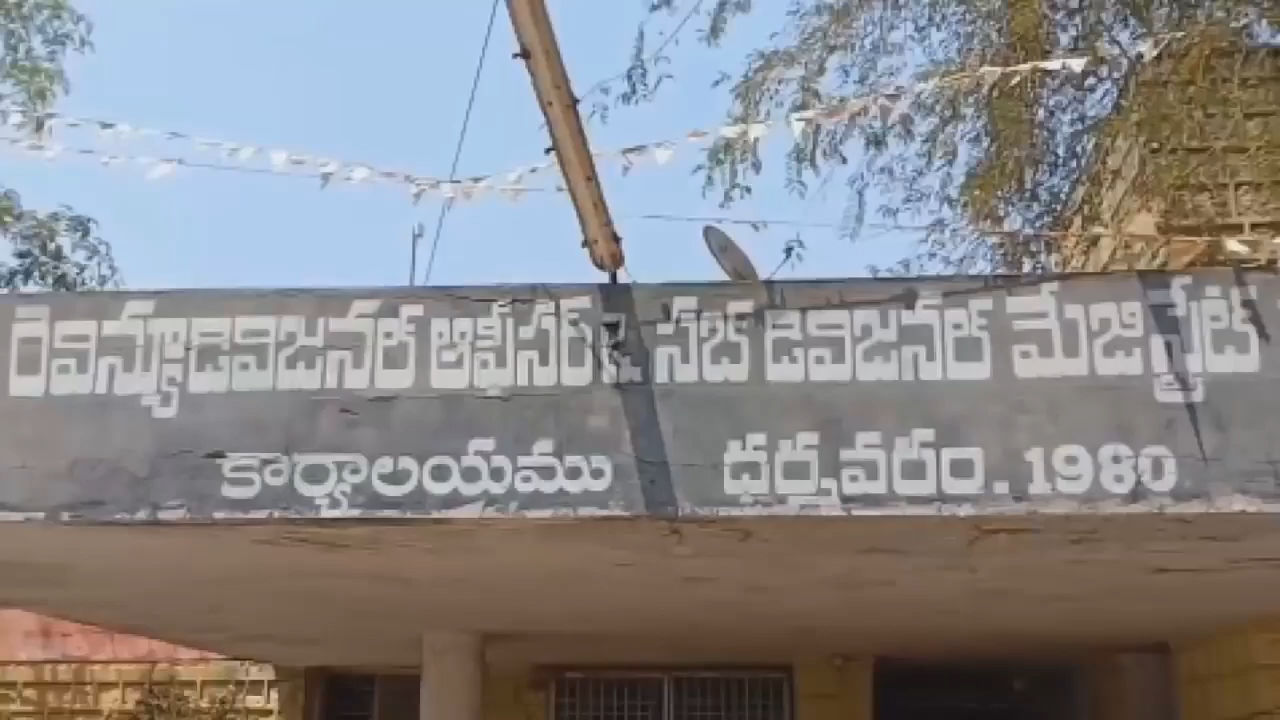 రెవిన్యూడివిజనల్ ఆఫీసర్ & సబ్ డివిజనల్ మేజిస్ట్రేట్
కార్యాలయము ధర్మవరం. 1980